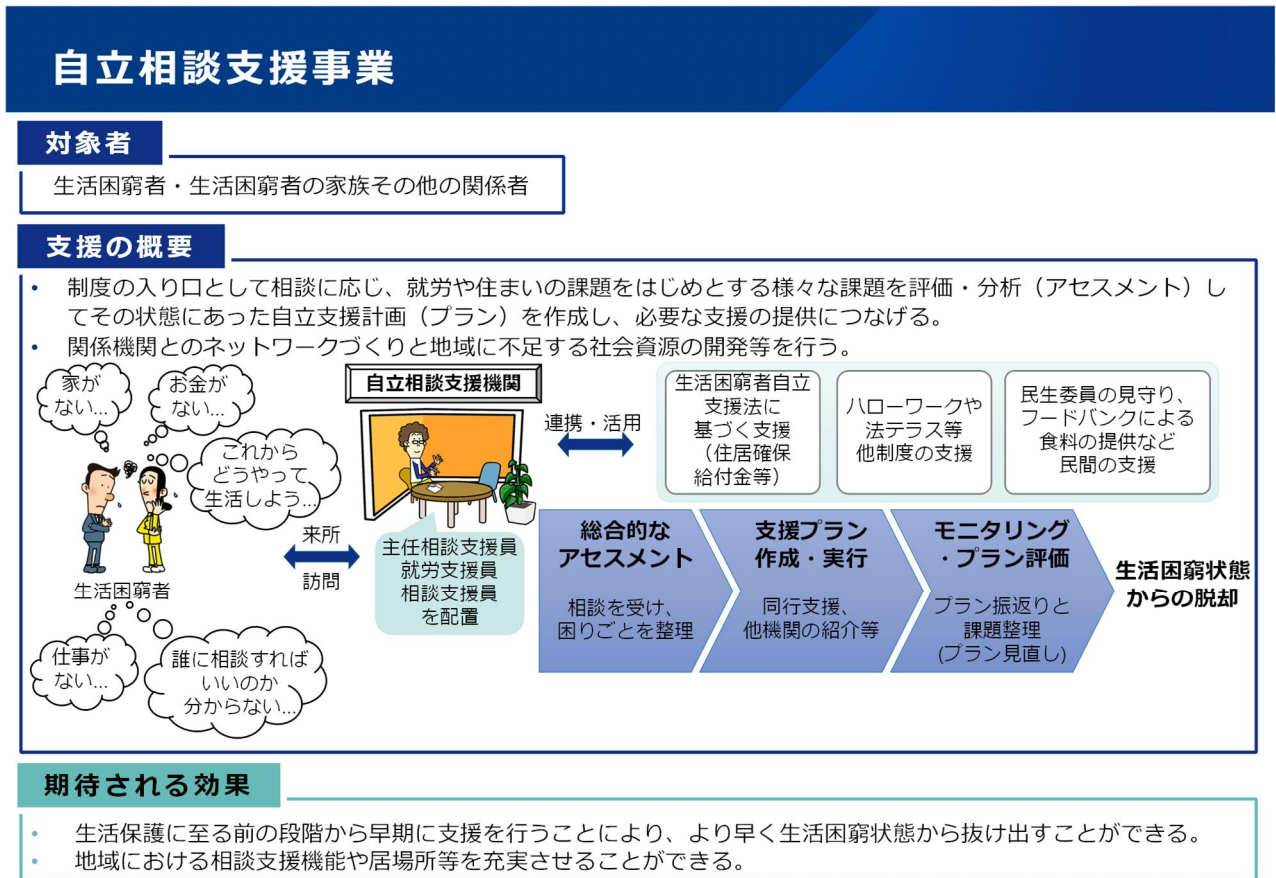 自立相談支援事業
対象者
生活困窮者・生活困窮者の家族その他の関係者
支援の概要
• 制度の入り口として相談に応じ、就労や住まいの課題をはじめとする様々な課題を評価・分析（アセスメント）し
てその状態にあった自立支援計画（プラン）を作成し、必要な支援の提供につなげる。
• 関係機関とのネットワークづくりと地域に不足する社会資源の開発等を行う。
家が
ない…
お金が
ない…
これから
どうやって
生活しよう…
生活困窮者
仕事が
ない…
誰に相談すれば
いいのか
分からない…
来所
訪問
自立相談支援機関
主任相談支援員
就労支援員
相談支援員
を配置
連携・活用
生活困窮者自立
支援法に
基づく支援
（住居確保
給付金等）
ハローワークや
法テラス等
他制度の支援
民生委員の見守り、
フードバンクによる
食料の提供など
民間の支援
総合的な
アセスメント
相談を受け、
困りごとを整理
支援プラン
作成・実行
同行支援、
他機関の紹介等
モニタリング
・プラン評価
プラン振返りと
課題整理
(プラン見直し)
生活困窮状態
からの脱却
期待される効果
• 生活保護に至る前の段階から早期に支援を行うことにより、より早く生活困窮状態から抜け出すことができる。
• 地域における相談支援機能や居場所等を充実させることができる。